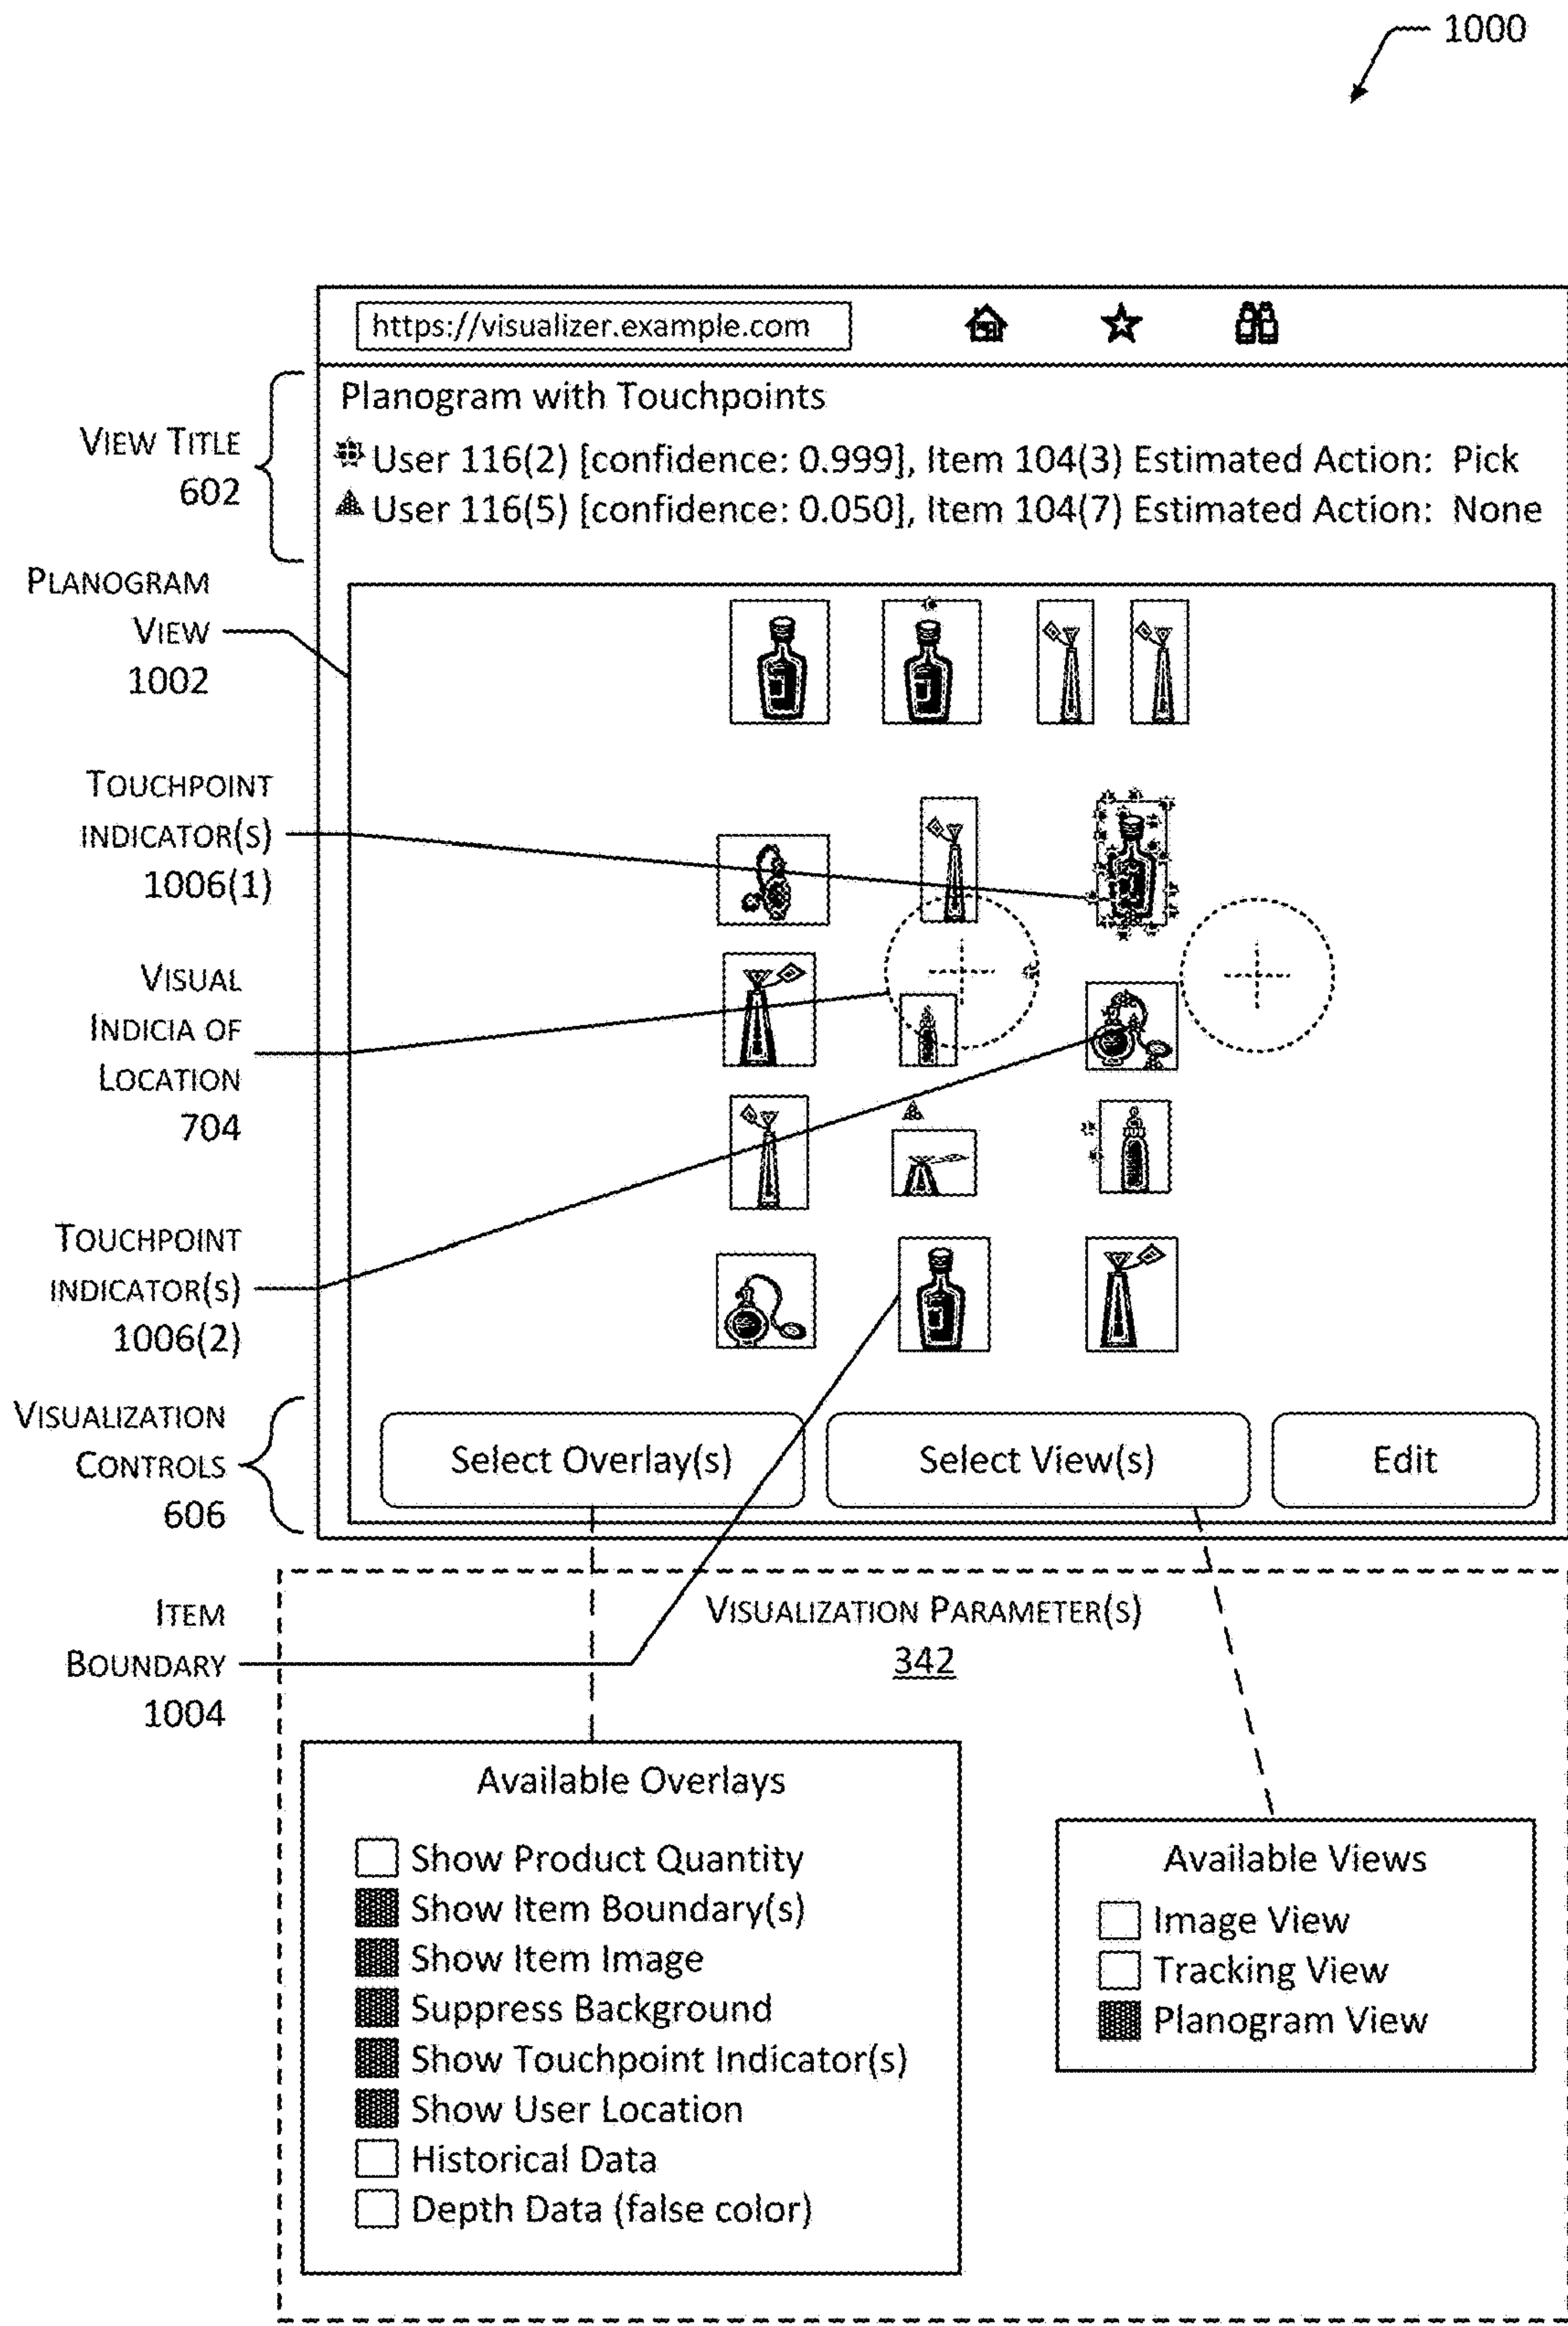 1000
https://visualizer.example.com
Planogram with Touchpoints
User 116(2) [confidence: 0.999], Item 104(3) Estimated Action: Pick
User 116(5) [confidence: 0.050], Item 104(7) Estimated Action: None
VIEW TITLE
602
PLANOGRAM
VIEW
1002
TOUCHPOINT
INDICATOR(S)
1006(1)
VISUAL
INDICIA OF
LOCATION
704
TOUCHPOINT
INDICATOR(S)
1006(2)
VISUALIZATION
CONTROLS
606
Select Overlay(s)
Select View(s)
Edit
ITEM
BOUNDARY
1004
VISUALIZATION PARAMETER(S)
342
Available Overlays
Show Product Quantity
Show Item Boundary(s)
Show Item Image
Suppress Background
Show Touchpoint Indicator(s)
Show User Location
Historical Data
Depth Data (false color)
Available Views
Image View
Tracking View
Planogram View